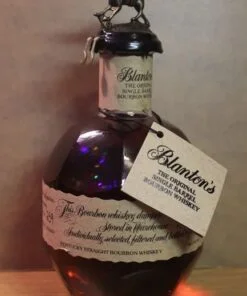 Blanton's
THE ORIGINAL
SINGLE BARREL
BOURBON WHISKEY
Blanton's
THE ORIGINAL
SINGLE BARREL
BOURBON WHISKEY
This Bourbon whiskey
Stored in Warehouse
Individually selected, filtered and
KENTUCKY STRAIGHT BOURBON WHISKEY